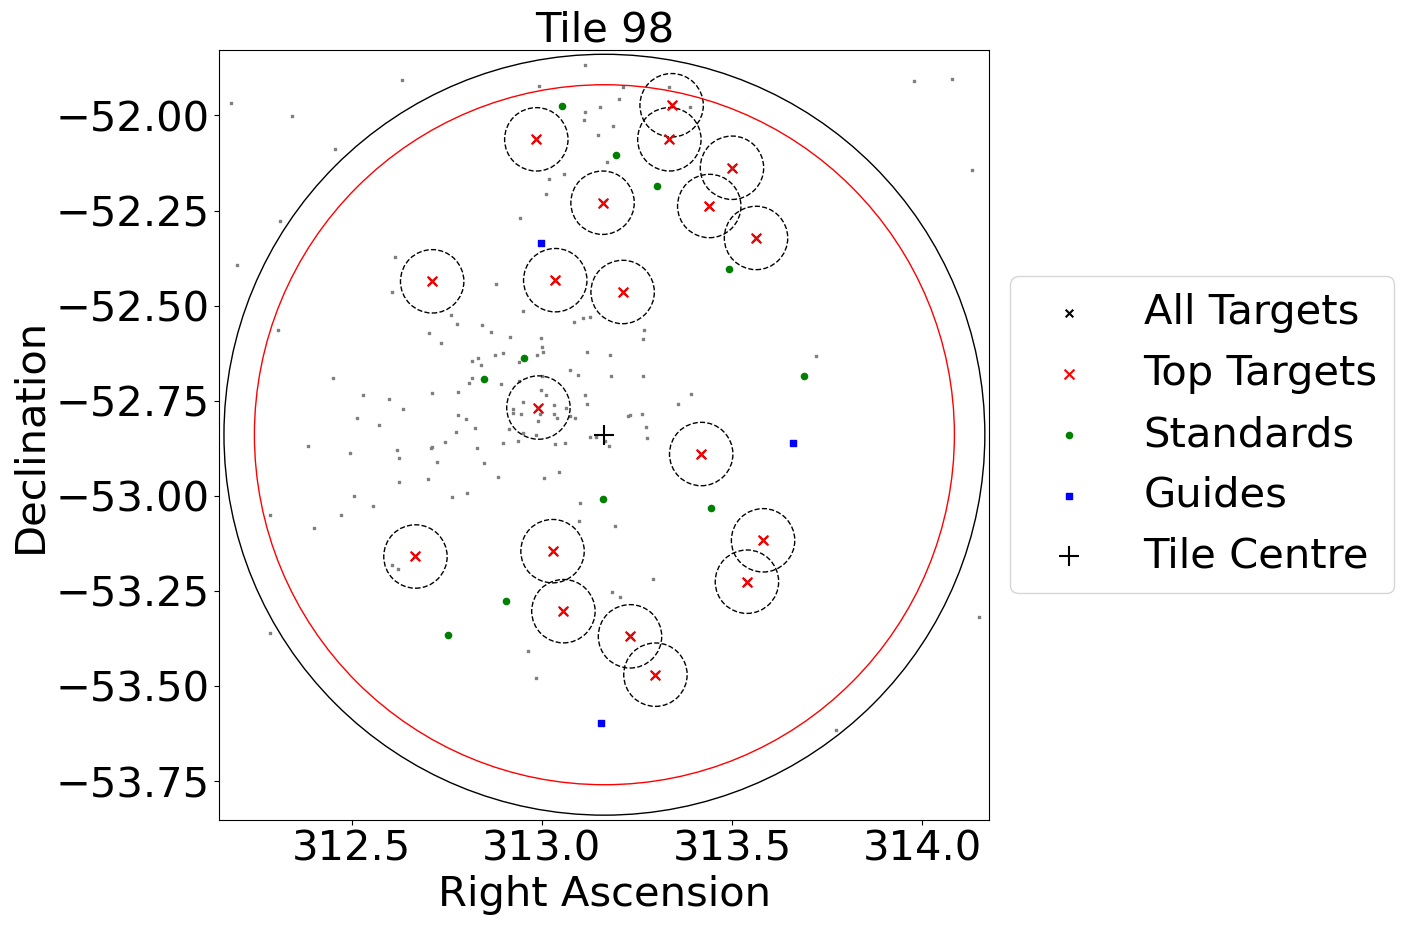 Tile 98
−52.00
−52.25
−52.50
−52.75
−53.00
−53.25
−53.50
−53.75
Declination
312.5 313.0 313.5 314.0
Right Ascension
All Targets
Top Targets
Standards
Guides
Tile Centre